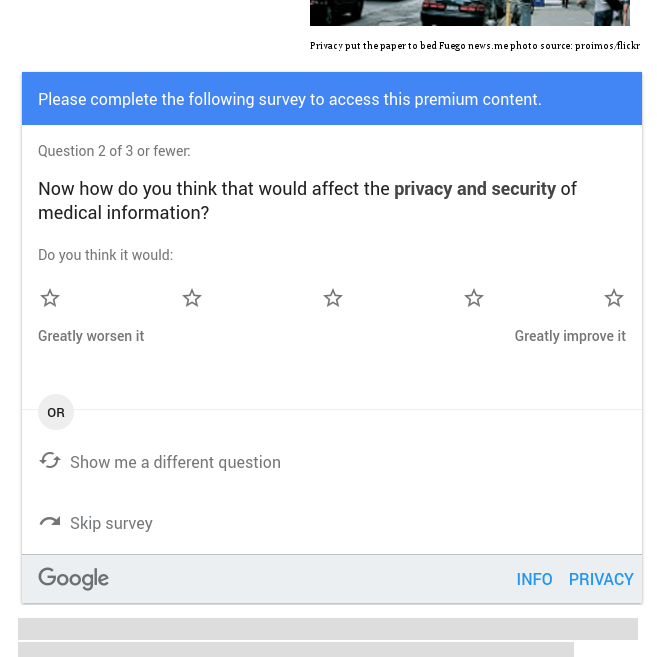 Privacy put the paper to bed Fuego news.me photo source: proimos/flickr
Please complete the following survey to access this premium content.
Question 2 of 3 or fewer:
Now how do you think that would affect the privacy and security of
medical information?
Do you think it would:
Greatly worsen it
Greatly improve it
OR
Show me a different question
Skip survey
Google
INFO
PRIVACY